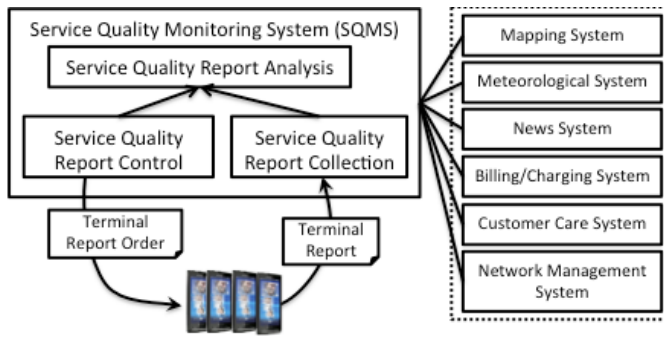 Service Quality Monitoring System (SQMS)
Service Quality Report Analysis
Service Quality
Report Control
Service Quality
Report Collection
Terminal
Report Order
Terminal
Report
Mapping System
Meteorological System
News System
Billing/Charging System
Customer Care System
Network Management
System